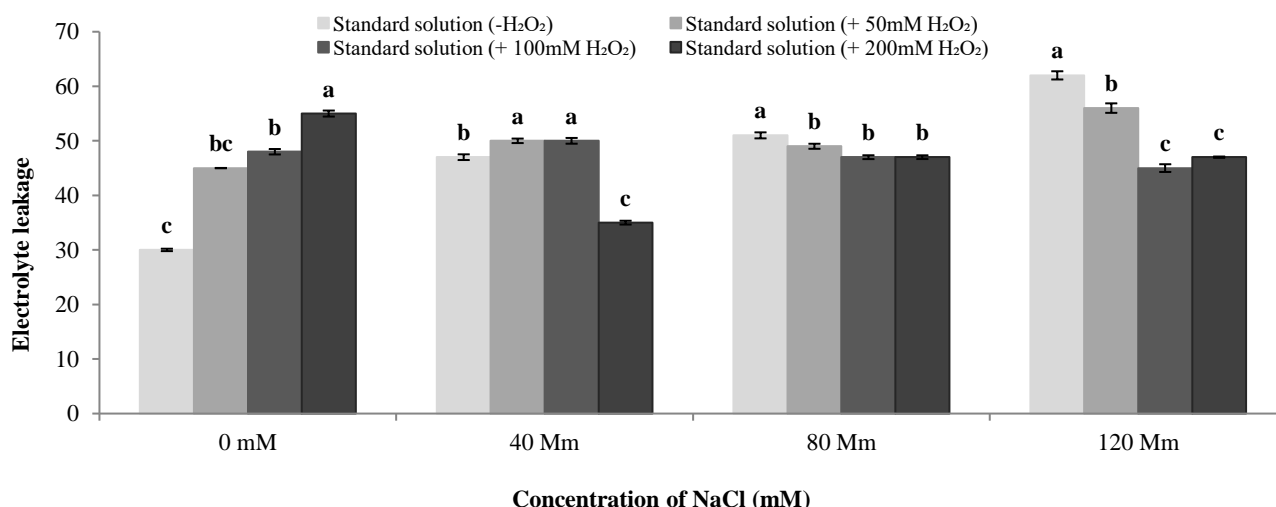 Standard solution (-H₂O₂) Standard solution (+ 50mM H₂O₂)
Standard solution (+ 100mM H₂O₂) Standard solution (+ 200mM H₂O₂)
70
60
50
40
30
20
10
0
Electrolyte leakage
c bc b a
b a a c
a b b b
a b c c
0 mM 40 Mm 80 Mm 120 Mm
Concentration of NaCl (mM)